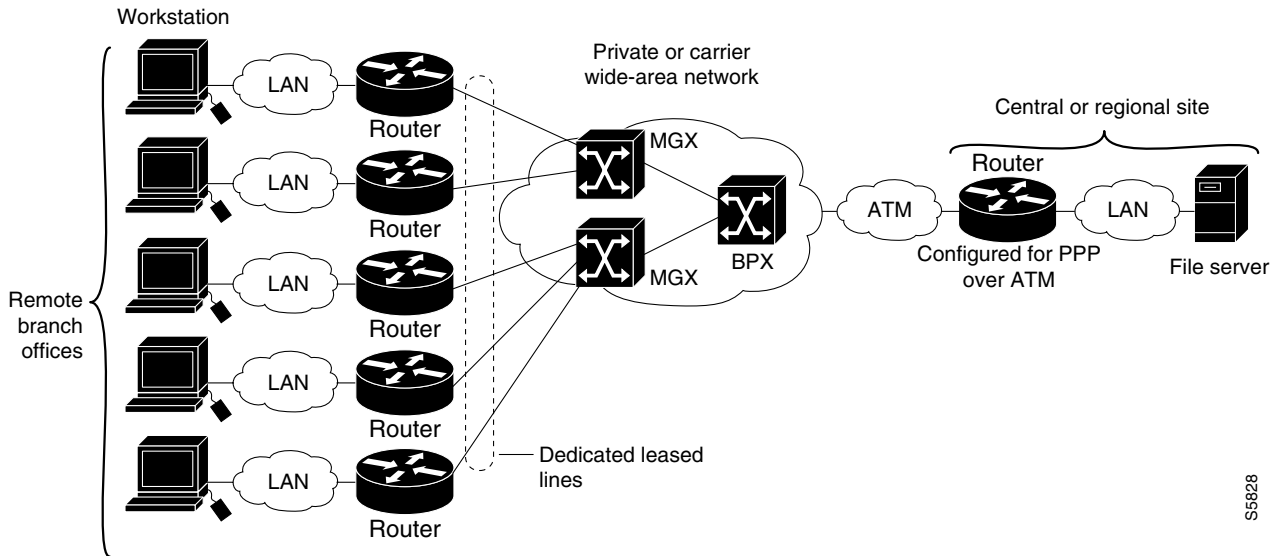 Workstation
LAN
Router
LAN
Router
LAN
Router
LAN
Router
LAN
Router
Remote
branch
offices
Dedicated leased
lines
Private or carrier
wide-area network
MGX
MGX
BPX
ATM
Central or regional site
Router
Configured for PPP
over ATM
LAN
File server
S5828